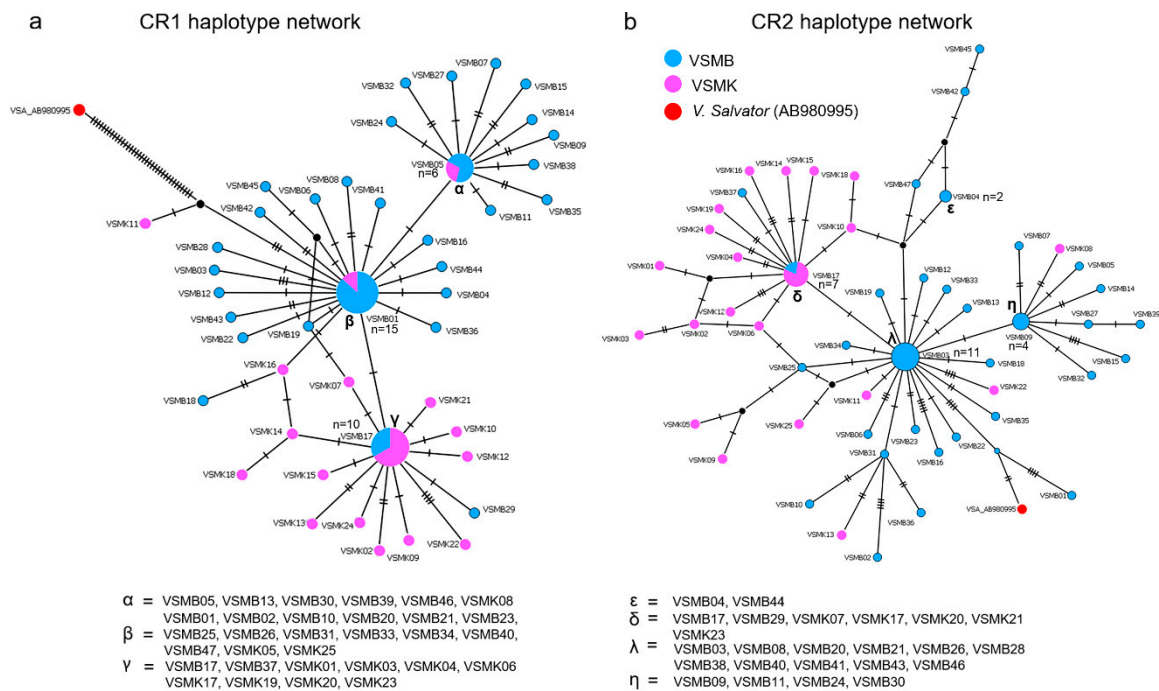 a
CR1 haplotype network
b
CR2 haplotype network
VSMB
VSMK
V. Salvator (AB980995)
VSA_AB980995
VSMK11
VSMB32
VSMB27
VSMB07
VSMB15
VSMB14
VSMB24
VSMB09
VSMB05
n=6
α
VSMB38
VSMB35
VSMB11
VSMB45
VSMB06
VSMB08
VSMB41
VSMB42
VSMB28
VSMB03
VSMB12
VSMB43
VSMB22
VSMB19
VSMB16
VSMB44
VSMB04
VSMB36
β
VSMB01
n=15
VSMK16
VSMB18
VSMK07
VSMK14
VSMK18
n=10
VSMB17
γ
VSMK21
VSMK10
VSMK12
VSMK15
VSMK13
VSMK24
VSMK02
VSMK09
VSMK22
VSMB29
VSMB45
VSMB42
VSMB47
VSMB04
n=2
ε
VSMK14
VSMK15
VSMK16
VSMK18
VSMB37
VSMK19
VSMK24
VSMK10
VSMK04
VSMK01
VSMB17
n=7
δ
VSMK12
VSMK03
VSMK02
VSMK06
VSMB12
VSMB33
VSMB19
VSMB13
VSMB34
λ
VSMB03
n=11
VSMB18
VSMB25
VSMK11
VSMK22
VSMK05
VSMK25
VSMK09
VSMB35
VSMB06
VSMB23
VSMB16
VSMB22
VSMB31
VSMB10
VSMB36
VSMK13
VSMB02
VSMB01
VSA_AB980995
VSMB07
VSMK08
VSMB05
VSMB14
η
VSMB09
n=4
VSMB27
VSMB39
VSMB15
VSMB32
α = VSMB05, VSMB13, VSMB30, VSMB39, VSMB46, VSMK08
VSMB01, VSMB02, VSMB10, VSMB20, VSMB21, VSMB23,
β = VSMB25, VSMB26, VSMB31, VSMB33, VSMB34, VSMB40,
VSMB47, VSMK05, VSMK25
γ = VSMB17, VSMB37, VSMK01, VSMK03, VSMK04, VSMK06
VSMK17, VSMK19, VSMK20, VSMK23
ε = VSMB04, VSMB44
δ = VSMB17, VSMB29, VSMK07, VSMK17, VSMK20, VSMK21
VSMK23
λ = VSMB03, VSMB08, VSMB20, VSMB21, VSMB26, VSMB28
VSMB38, VSMB40, VSMB41, VSMB43, VSMB46
η = VSMB09, VSMB11, VSMB24, VSMB30